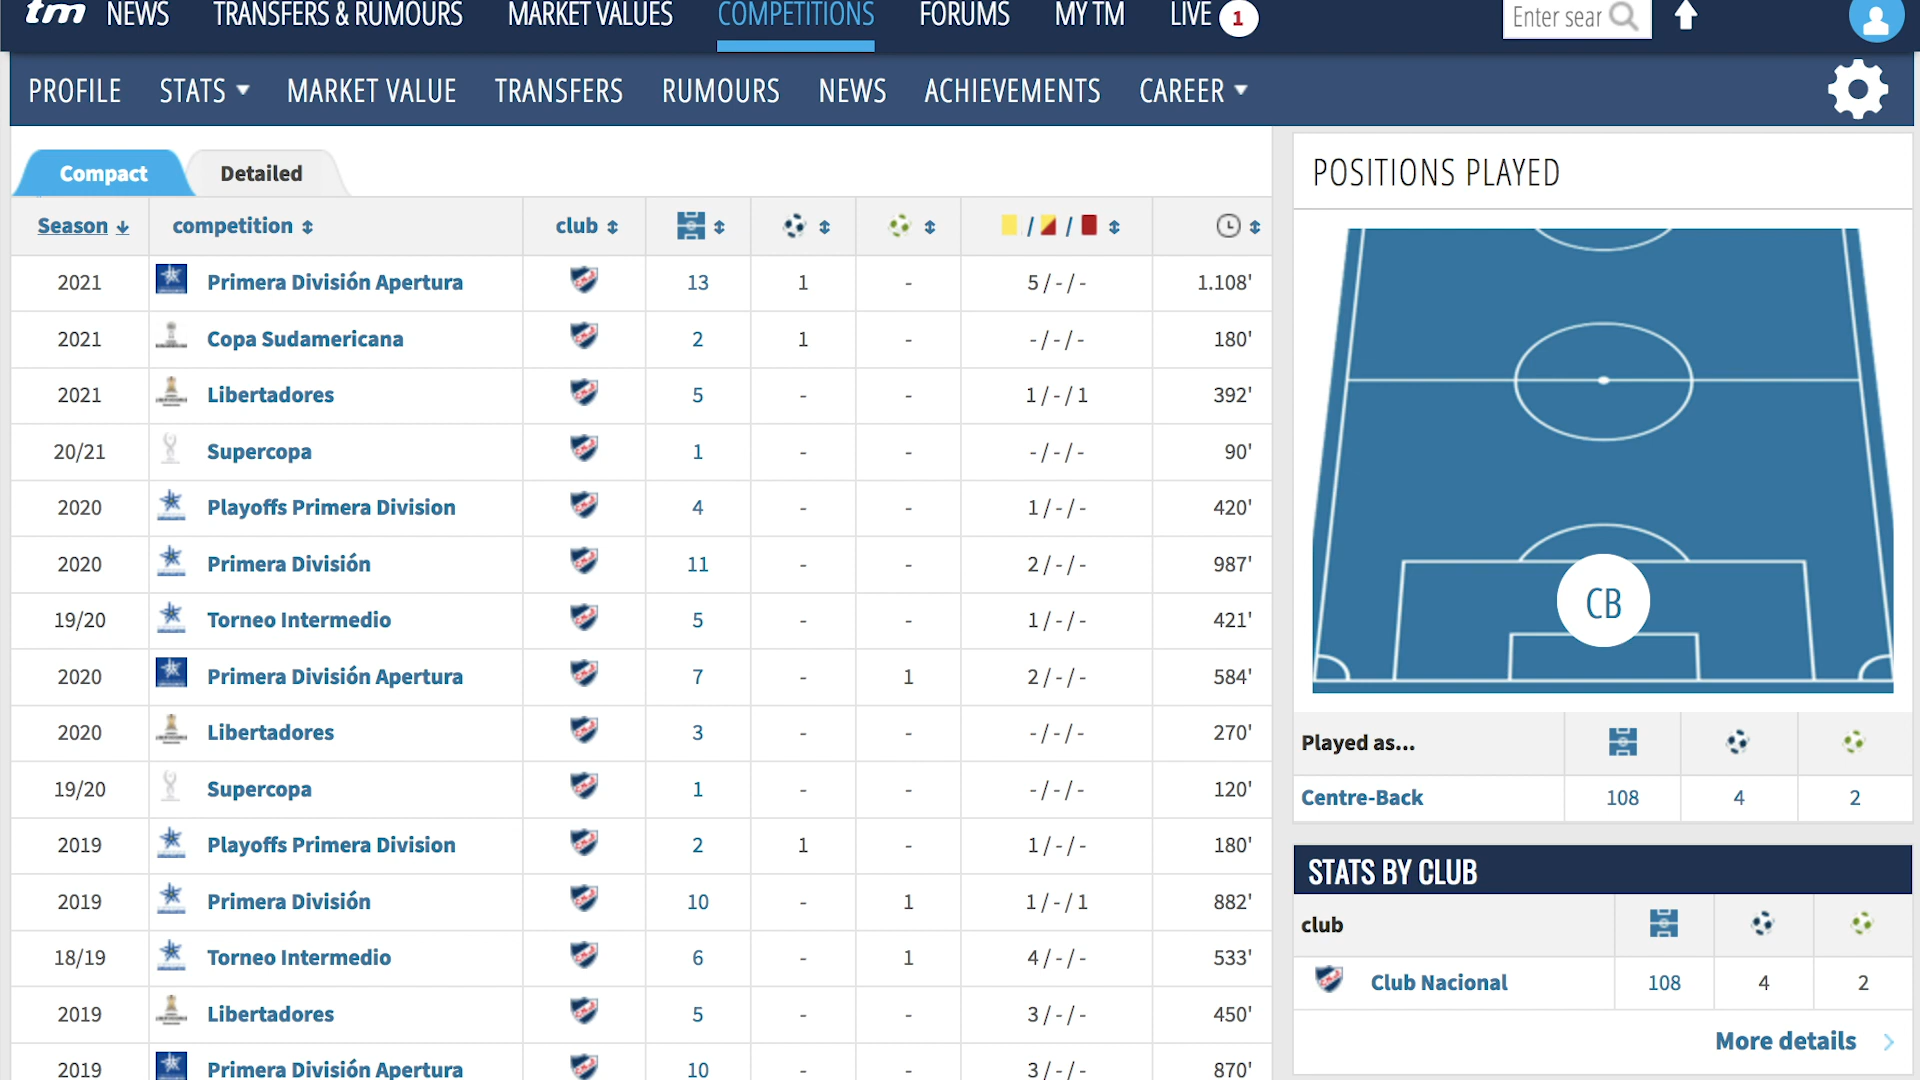 tm NEWS TRANSFERS & RUMOURS MARKET VALUES COMPETITIONS FORUMS MY TM LIVE 1 Enter sear
PROFILE STATS MARKET VALUE TRANSFERS RUMOURS NEWS ACHIEVEMENTS CAREER
Compact Detailed
Season competition club / /
2021 Primera División Apertura 13 1 - 5 / - / - 1.108'
2021 Copa Sudamericana 2 1 - - / - / - 180'
2021 Libertadores 5 - - 1 / - / 1 392'
20/21 Supercopa 1 - - - / - / - 90'
2020 Playoffs Primera Division 4 - - 1 / - / - 420'
2020 Primera División 11 - - 2 / - / - 987'
19/20 Torneo Intermedio 5 - - 1 / - / - 421'
2020 Primera División Apertura 7 - 1 2 / - / - 584'
2020 Libertadores 3 - - - / - / - 270'
19/20 Supercopa 1 - - - / - / - 120'
2019 Playoffs Primera Division 2 1 - 1 / - / - 180'
2019 Primera División 10 - 1 1 / - / 1 882'
18/19 Torneo Intermedio 6 - 1 4 / - / - 533'
2019 Libertadores 5 - - 3 / - / - 450'
2019 Primera División Apertura 10 - - 3 / - / - 870'
POSITIONS PLAYED
CB
Played as...
Centre-Back 108 4 2
STATS BY CLUB
club
Club Nacional 108 4 2
More details